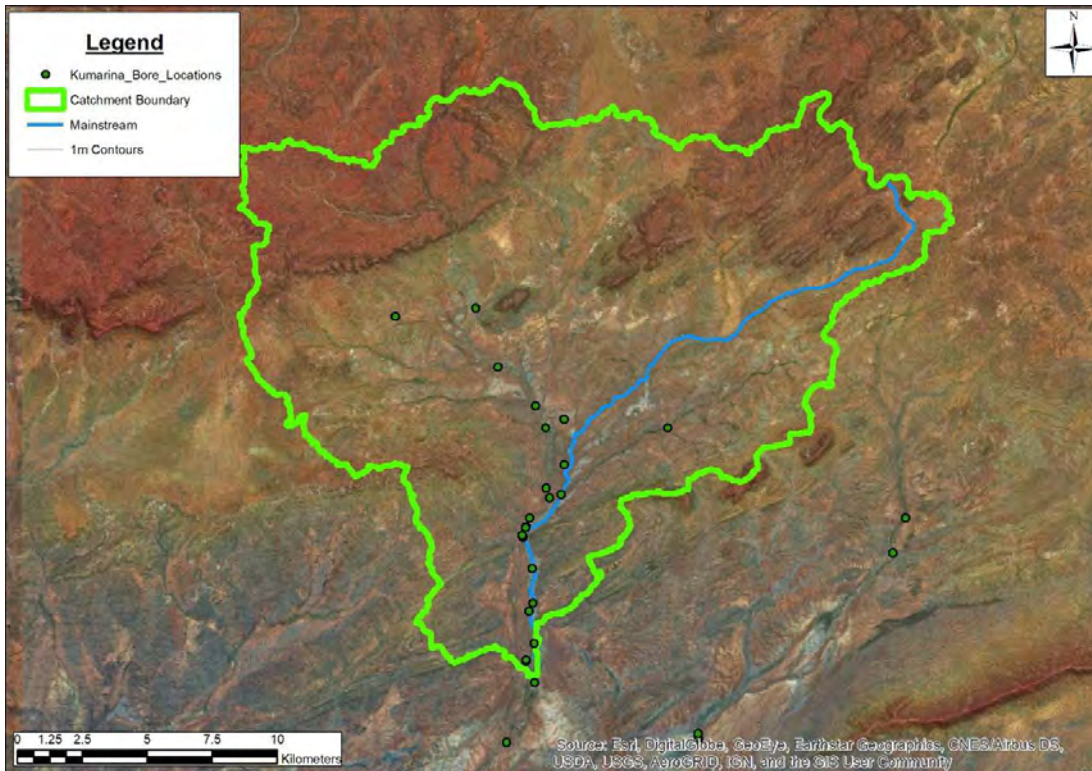 Legend
Kumarina_Bore_Locations
Catchment Boundary
Mainstream
1m Contours
N
0 1.25 2.5 5 7.5 10
Kilometers
Source: Esri, DigitalGlobe, GeoEye, Earthstar Geographics, CNES/Airbus DS,
USDA, USGS, AeroGRID, IGN, and the GIS User Community